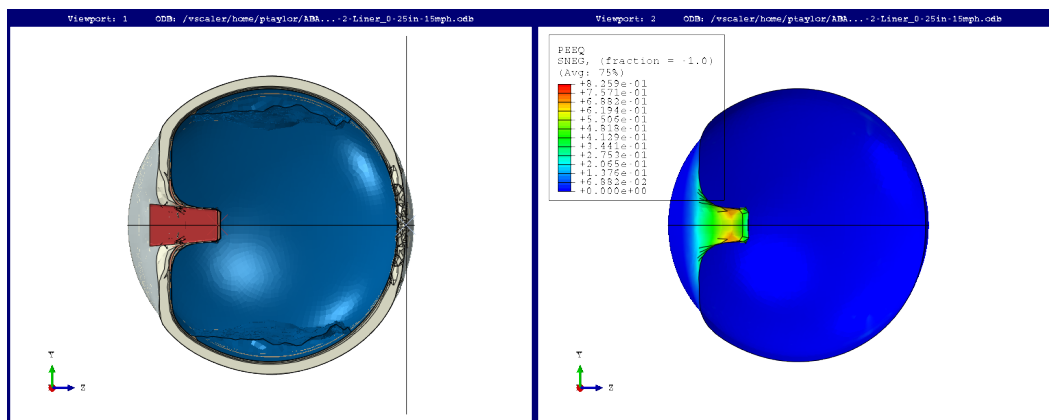 Viewport: 1 ODB: /vscaler/home/ptaylor/ABA...-2-Liner_0-25in-15mph.odb
Viewport: 2 ODB: /vscaler/home/ptaylor/ABA...-2-Liner_0-25in-15mph.odb
PEEQ
SNEG, (fraction = -1.0)
(Avg: 75%)
+8.259e-01
+7.571e-01
+6.882e-01
+6.194e-01
+5.506e-01
+4.818e-01
+4.129e-01
+3.441e-01
+2.753e-01
+2.065e-01
+1.376e-01
+6.882e-02
+0.000e+00
Y
Z
Y
Z